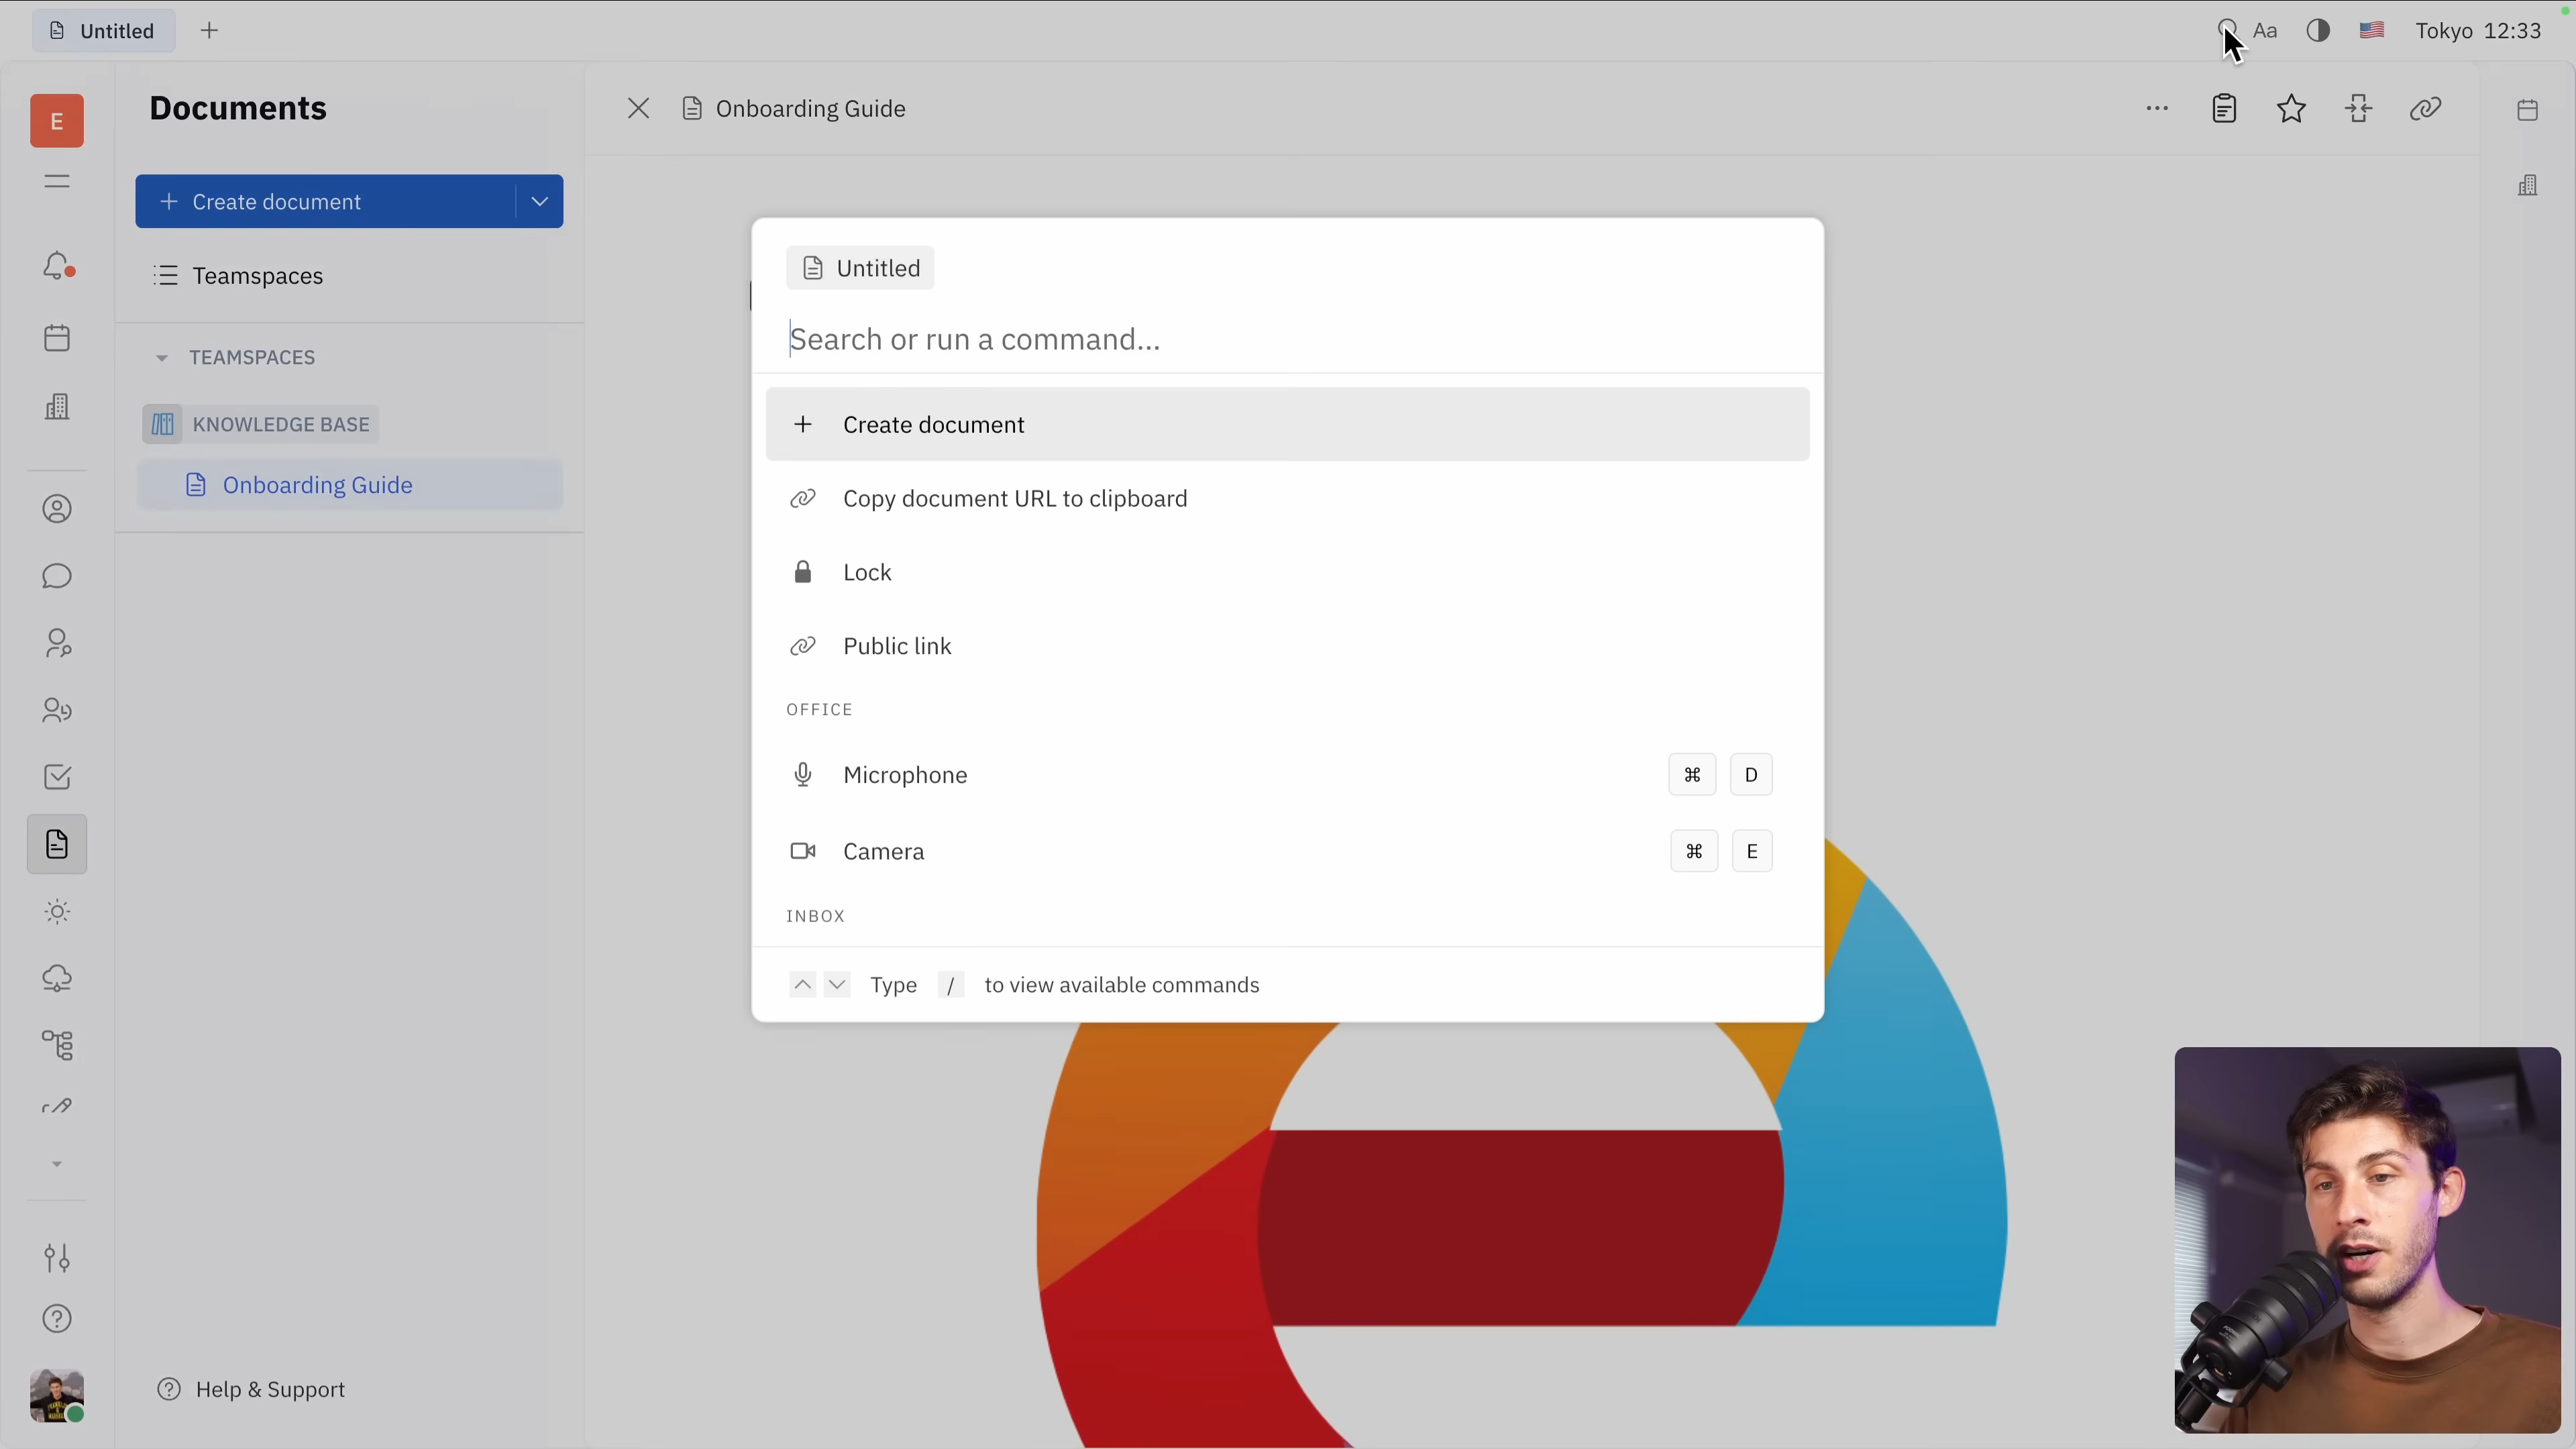 Untitled
Aa
Tokyo 12:33
E
Documents
Create document
Teamspaces
TEAMSPACES
KNOWLEDGE BASE
Onboarding Guide
Help & Support
Onboarding Guide
Untitled
Search or run a command...
Create document
Copy document URL to clipboard
Lock
Public link
OFFICE
Microphone ⌘ D
Camera ⌘ E
INBOX
Type / to view available commands